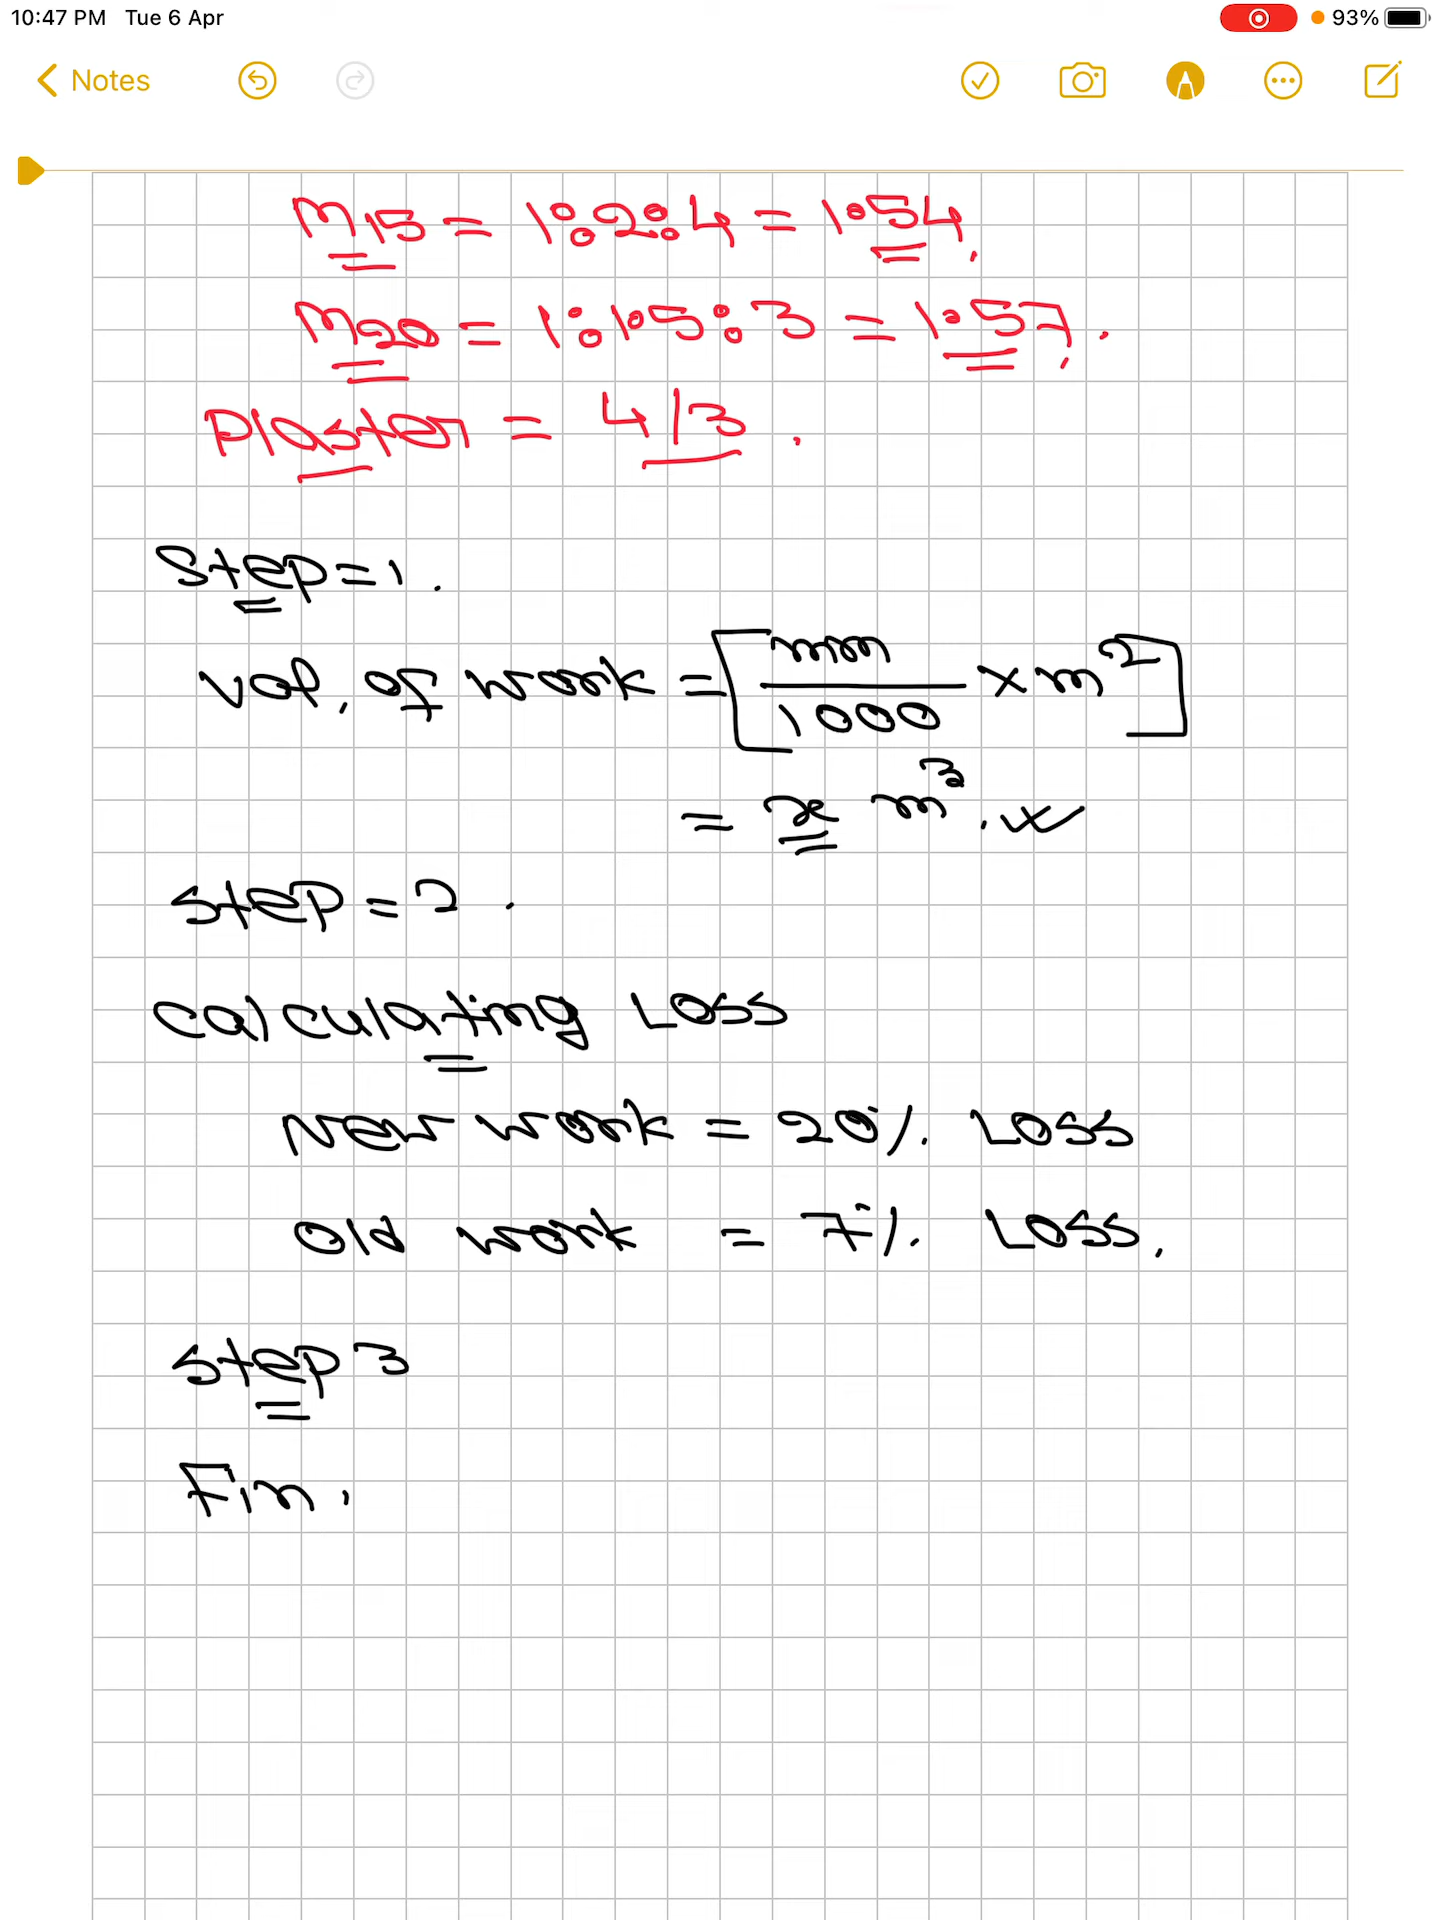 10:47 PM Tue 6 Apr 93%
Notes
M15 = 1:2:4 = 1.54.
M20 = 1:1.5:3 = 1.57.
Plaster = 4/3.
Step=1.
vol. of work = [mm/1000 × m²]
= x m³.
Step = 2.
calculating Loss
New work = 20% Loss
Old work = 7% Loss.
Step 3
Fin.